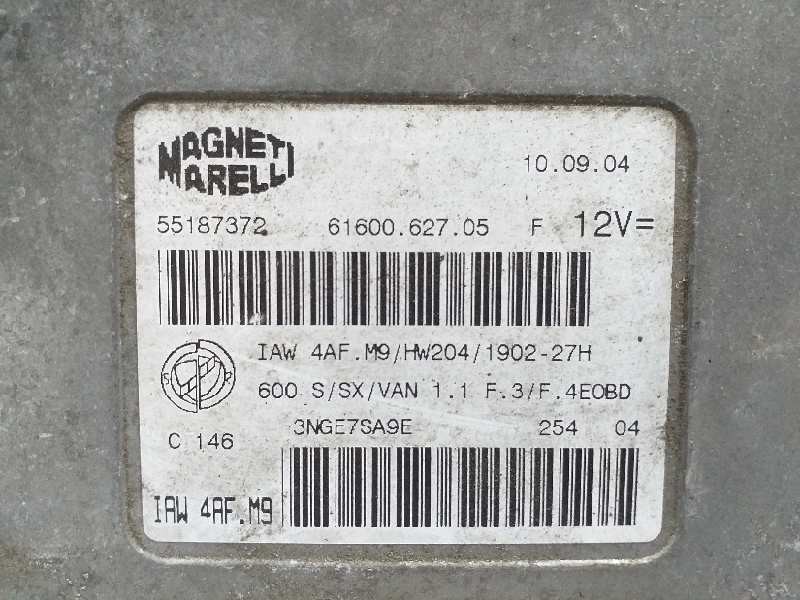 MAGNETI
MARELLI
10.09.04
55187372 61600.627.05 F 12V=
IAW 4AF.M9/HW204/1902-27H
600 S/SX/VAN 1.1 F.3/F.4EOBD
3NGE7SA9E 254 04
C 146
IAW 4AF.M9